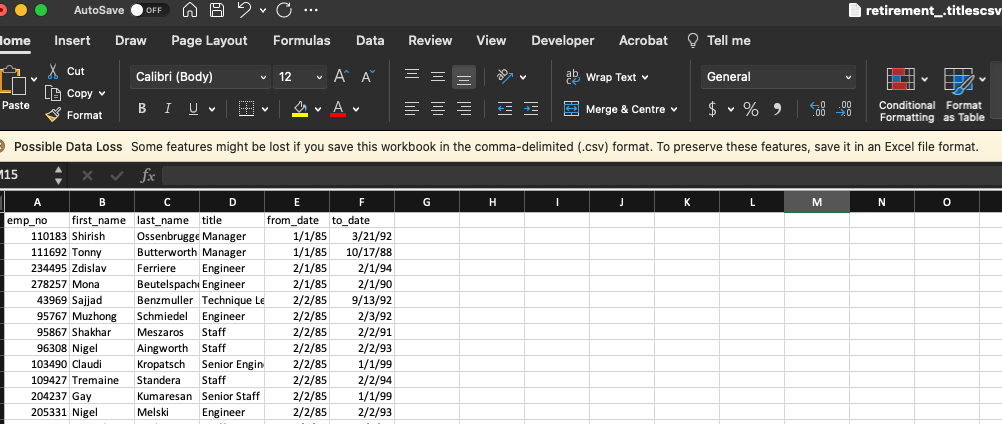 AutoSave OFF retirement_.titlescsv
Home Insert Draw Page Layout Formulas Data Review View Developer Acrobat Tell me
Paste Cut Copy Format
Calibri (Body) 12 A A
B I U A
ab Wrap Text
Merge & Centre
General
$ % 9 .0 .00 .00 .0
Conditional Formatting Format as Table
Possible Data Loss Some features might be lost if you save this workbook in the comma-delimited (.csv) format. To preserve these features, save it in an Excel file format.
M15 fx
A B C D E F G H I J K L M N O
emp_no first_name last_name title from_date to_date
110183 Shirish Ossenbrugge Manager 1/1/85 3/21/92
111692 Tonny Butterworth Manager 1/1/85 10/17/88
234495 Zdislav Ferriere Engineer 2/1/85 2/1/94
278257 Mona Beutelspach Engineer 2/1/85 2/1/90
43969 Sajjad Benzmuller Technique Le 2/2/85 9/13/92
95767 Muzhong Schmiedel Engineer 2/2/85 2/3/92
95867 Shakhar Meszaros Staff 2/2/85 2/2/91
96308 Nigel Aingworth Staff 2/2/85 2/2/93
103490 Claudi Kropatsch Senior Engin 2/2/85 1/1/99
109427 Tremaine Standera Staff 2/2/85 2/2/94
204237 Gay Kumaresan Senior Staff 2/2/85 1/1/99
205331 Nigel Melski Engineer 2/2/85 2/2/93